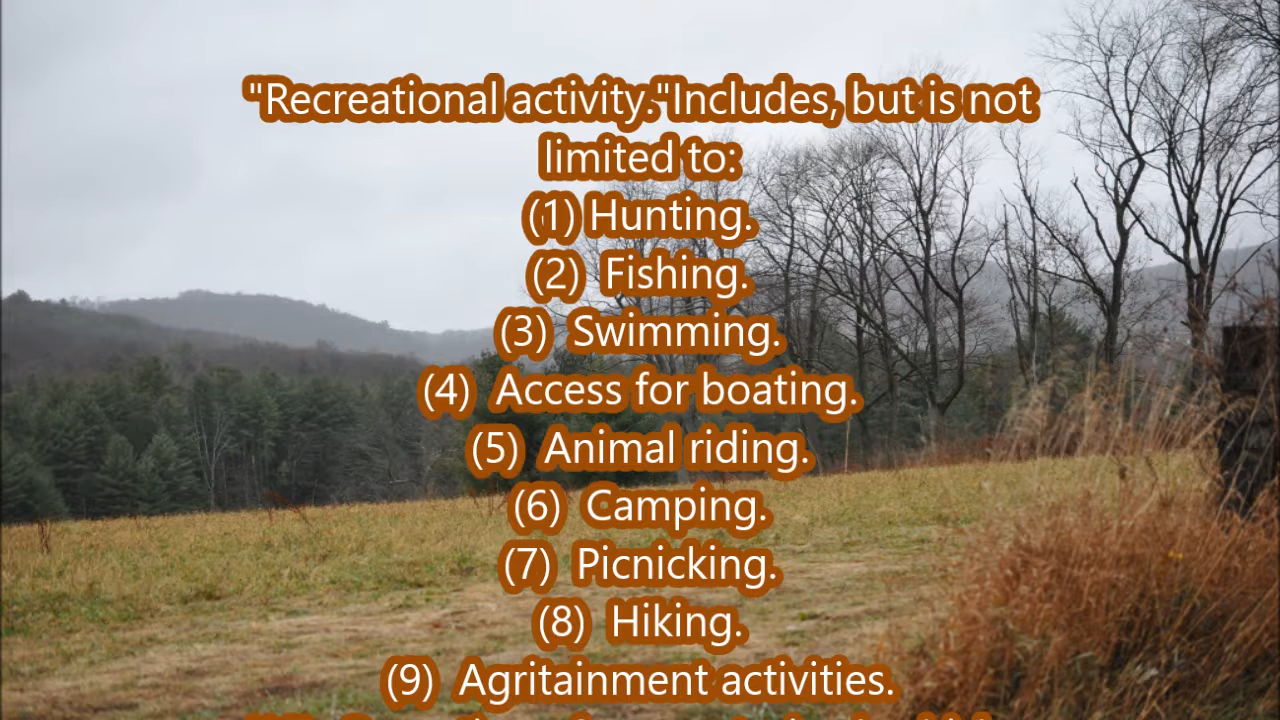 "Recreational activity."Includes, but is not
limited to:
(1) Hunting.
(2)  Fishing.
(3)  Swimming.
(4)  Access for boating.
(5)  Animal riding.
(6)  Camping.
(7)  Picnicking.
(8)  Hiking.
(9)  Agritainment activities.